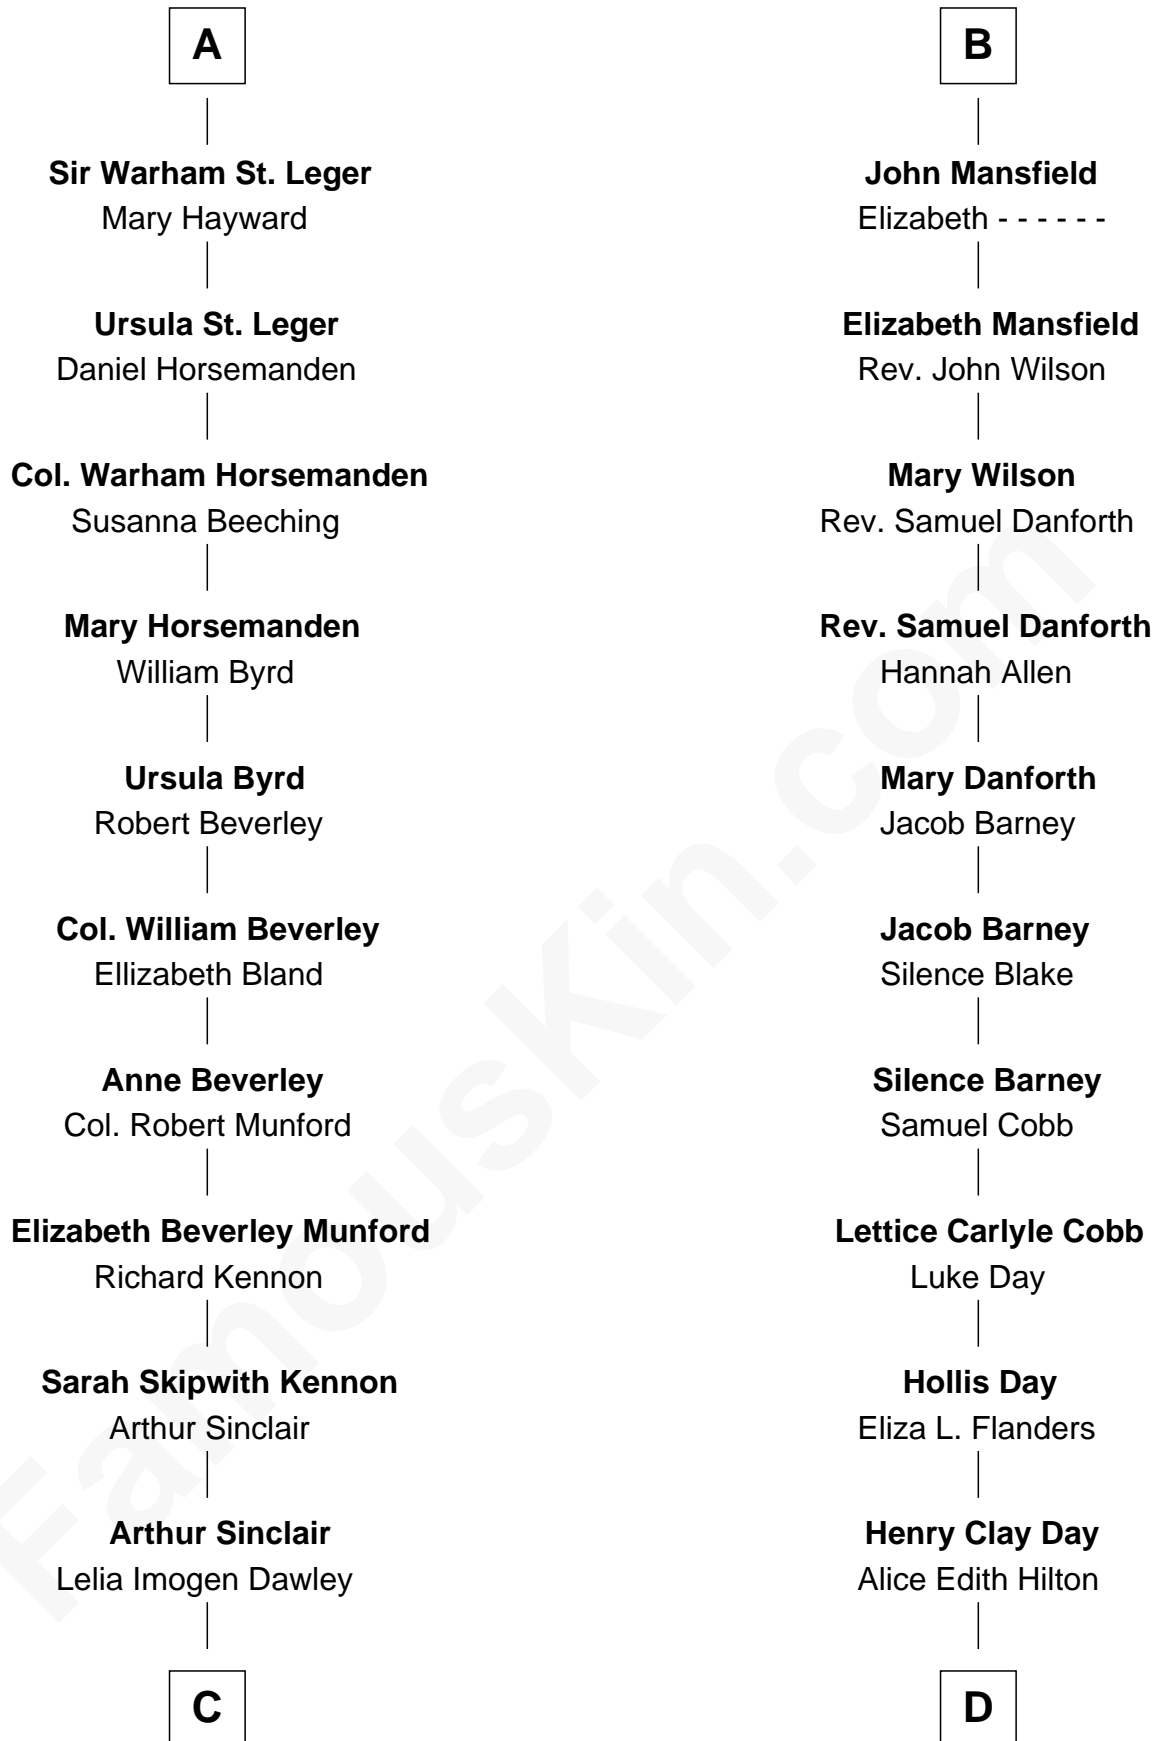 A
Sir Warham St. Leger
Mary Hayward
Ursula St. Leger
Daniel Horsemanden
Col. Warham Horsemanden
Susanna Beeching
Mary Horsemanden
William Byrd
Ursula Byrd
Robert Beverley
Col. William Beverley
Ellizabeth Bland
Anne Beverley
Col. Robert Munford
Elizabeth Beverley Munford
Richard Kennon
Sarah Skipwith Kennon
Arthur Sinclair
Arthur Sinclair
Lelia Imogen Dawley
C
B
John Mansfield
Elizabeth - - - - - -
Elizabeth Mansfield
Rev. John Wilson
Mary Wilson
Rev. Samuel Danforth
Rev. Samuel Danforth
Hannah Allen
Mary Danforth
Jacob Barney
Jacob Barney
Silence Blake
Silence Barney
Samuel Cobb
Lettice Carlyle Cobb
Luke Day
Hollis Day
Eliza L. Flanders
Henry Clay Day
Alice Edith Hilton
D
FamousKin.com